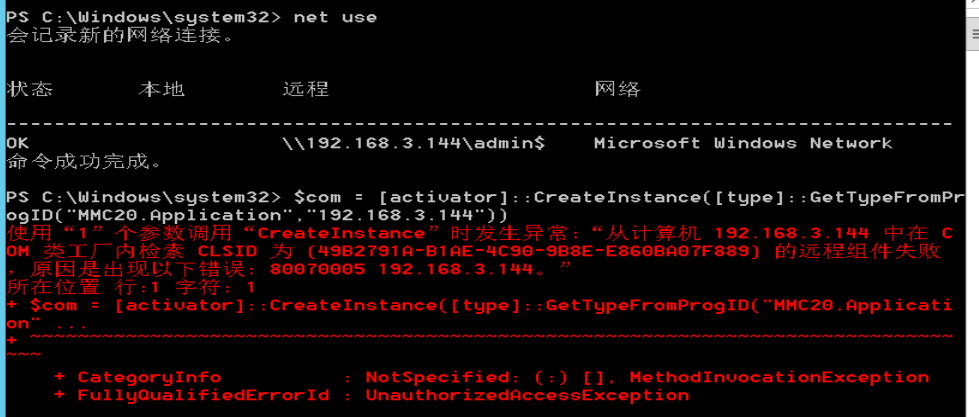 PS C:\Windows\system32> net use
会记录新的网络连接。
状态 本地 远程 网络
-------------------------------------------------------------------------------
OK \\192.168.3.144\admin$ Microsoft Windows Network
命令成功完成。
PS C:\Windows\system32> $com = [activator]::CreateInstance([type]::GetTypeFromPr
ogID("MMC20.Application","192.168.3.144"))
使用“1”个参数调用“CreateInstance”时发生异常:“从计算机 192.168.3.144 中在 C
OM 类工厂内检索 CLSID 为 {49B2791A-B1AE-4C90-9B8E-E860BA07F889} 的远程组件失败
，原因是出现以下错误: 80070005 192.168.3.144。”
所在位置 行:1 字符: 1
+ $com = [activator]::CreateInstance([type]::GetTypeFromProgID("MMC20.Applicati
on" ...
+ ~~~~~~~~~~~~~~~~~~~~~~~~~~~~~~~~~~~~~~~~~~~~~~~~~~~~~~~~~~~~~~~~~~~~~~~~~~~~~
~~~
+ CategoryInfo : NotSpecified: (:) [], MethodInvocationException
+ FullyQualifiedErrorId : UnauthorizedAccessException